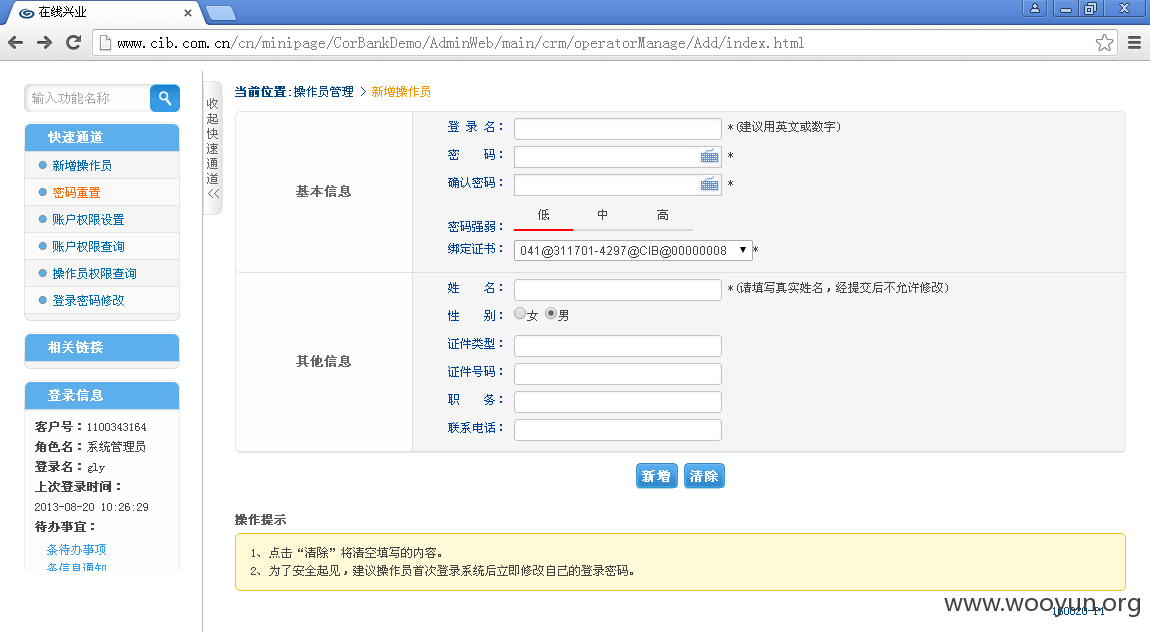 在线兴业
www.cib.com.cn/cn/minipage/CorBankDemo/AdminWeb/main/crm/operatorManage/Add/index.html
输入功能名称
快速通道
新增操作员
密码重置
账户权限设置
账户权限查询
操作员权限查询
登录密码修改
相关链接
登录信息
客户号：1100343164
角色名：系统管理员
登录名：gly
上次登录时间：
2013-08-20 10:26:29
待办事宜：
条待办事项
条信息通知
收起快速通道
<<
当前位置:操作员管理 > 新增操作员
基本信息
登 录 名： *(建议用英文或数字)
密 码： *
确认密码： *
密码强弱： 低 中 高
绑定证书： 041@311701-4297@CIB@00000008 *
其他信息
姓 名： *(请填写真实姓名，经提交后不允许修改)
性 别： 女 男
证件类型：
证件号码：
职 务：
联系电话：
新增 清除
操作提示
1、点击“清除”将清空填写的内容。
2、为了安全起见，建议操作员首次登录系统后立即修改自己的登录密码。
www.wooyun.org